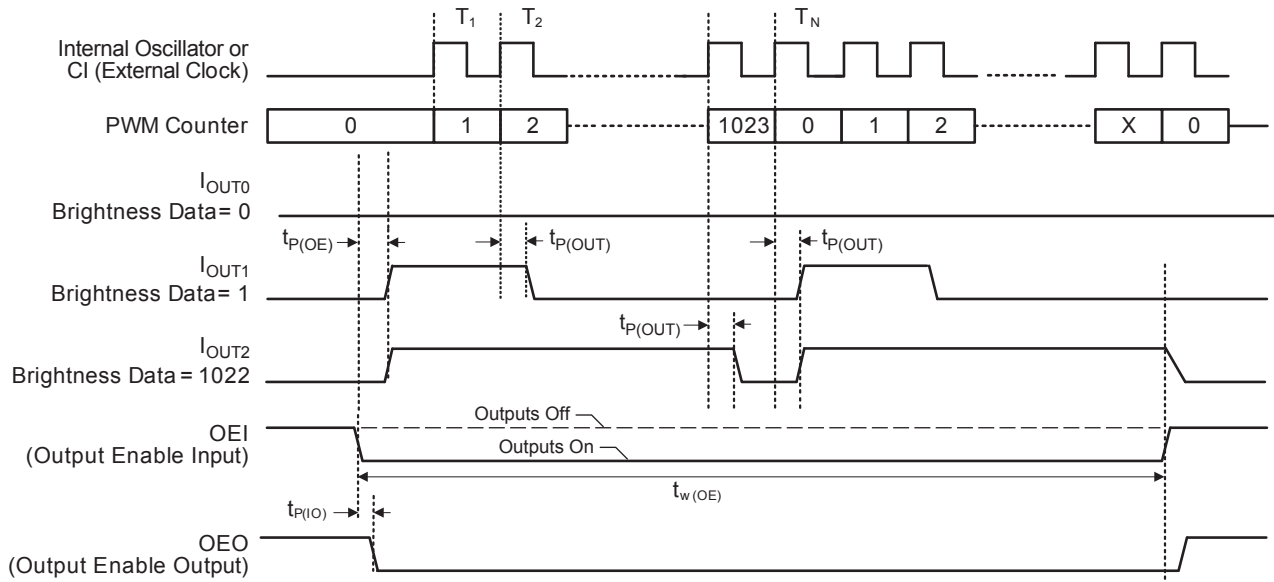 T1 T2 TN
Internal Oscillator or
CI (External Clock)
PWM Counter 0 1 2 1023 0 1 2 X 0
IOUT0
Brightness Data= 0
tP(OE) tP(OUT) tP(OUT)
IOUT1
Brightness Data= 1
tP(OUT)
IOUT2
Brightness Data = 1022
Outputs Off
OEI
(Output Enable Input)
Outputs On
tw(OE)
tP(IO)
OEO
(Output Enable Output)